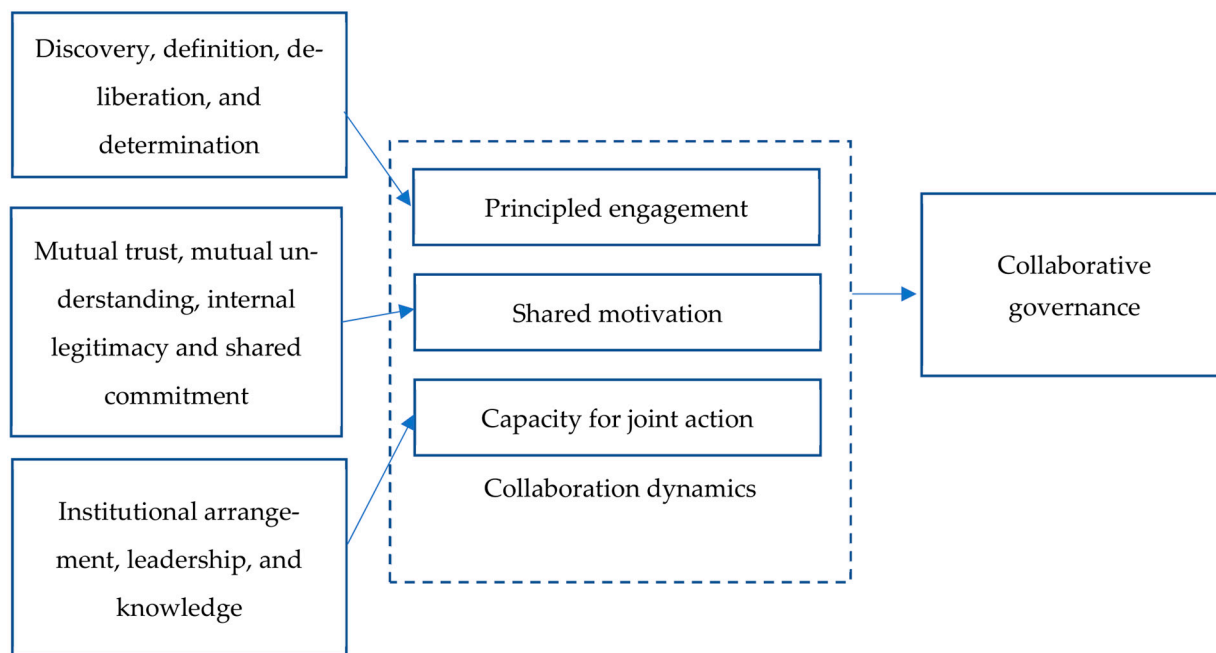 Discovery, definition, de-
liberation, and
determination
Mutual trust, mutual un-
derstanding, internal
legitimacy and shared
commitment
Institutional arrange-
ment, leadership, and
knowledge
Principled engagement
Shared motivation
Capacity for joint action
Collaboration dynamics
Collaborative
governance